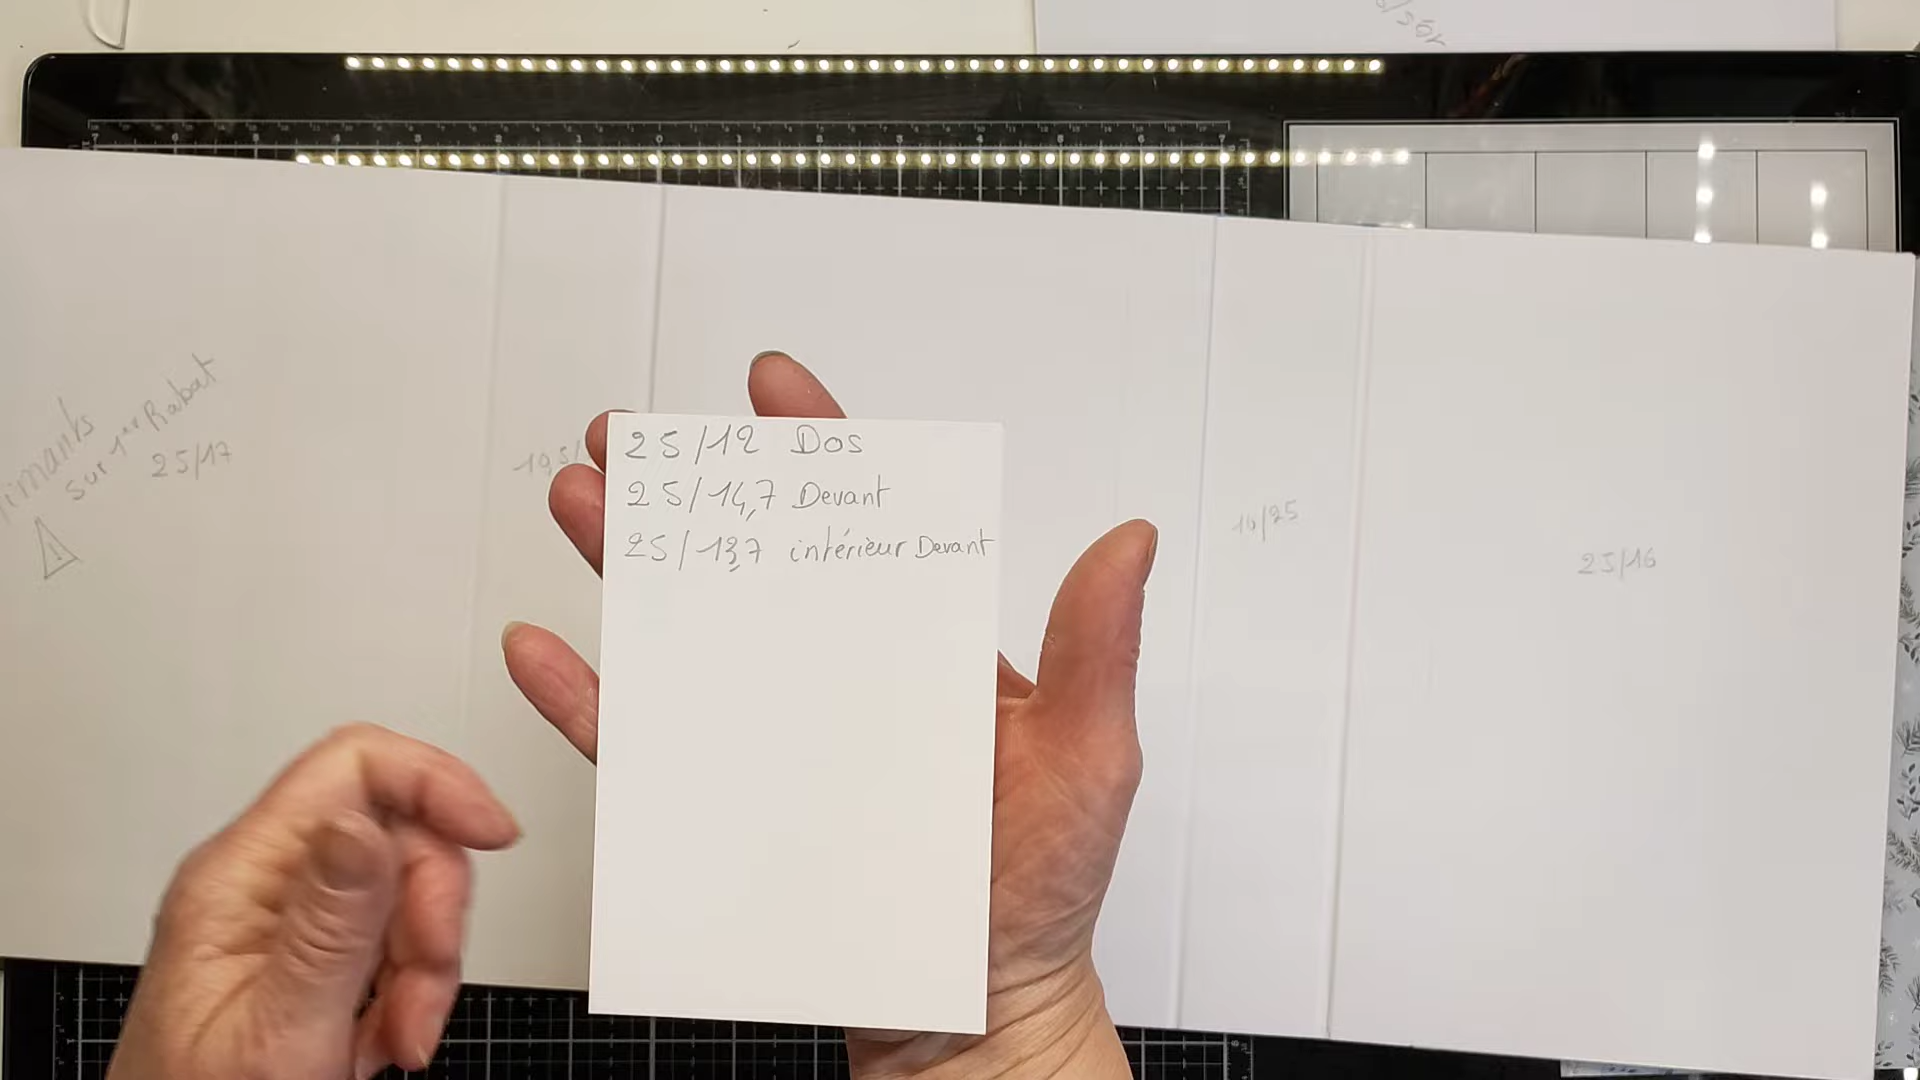 25/12 Dos
25/14,7 Devant
25/13,7 intérieur Devant
sur 1er Rabat
25/17
⚠
10/25
25/16